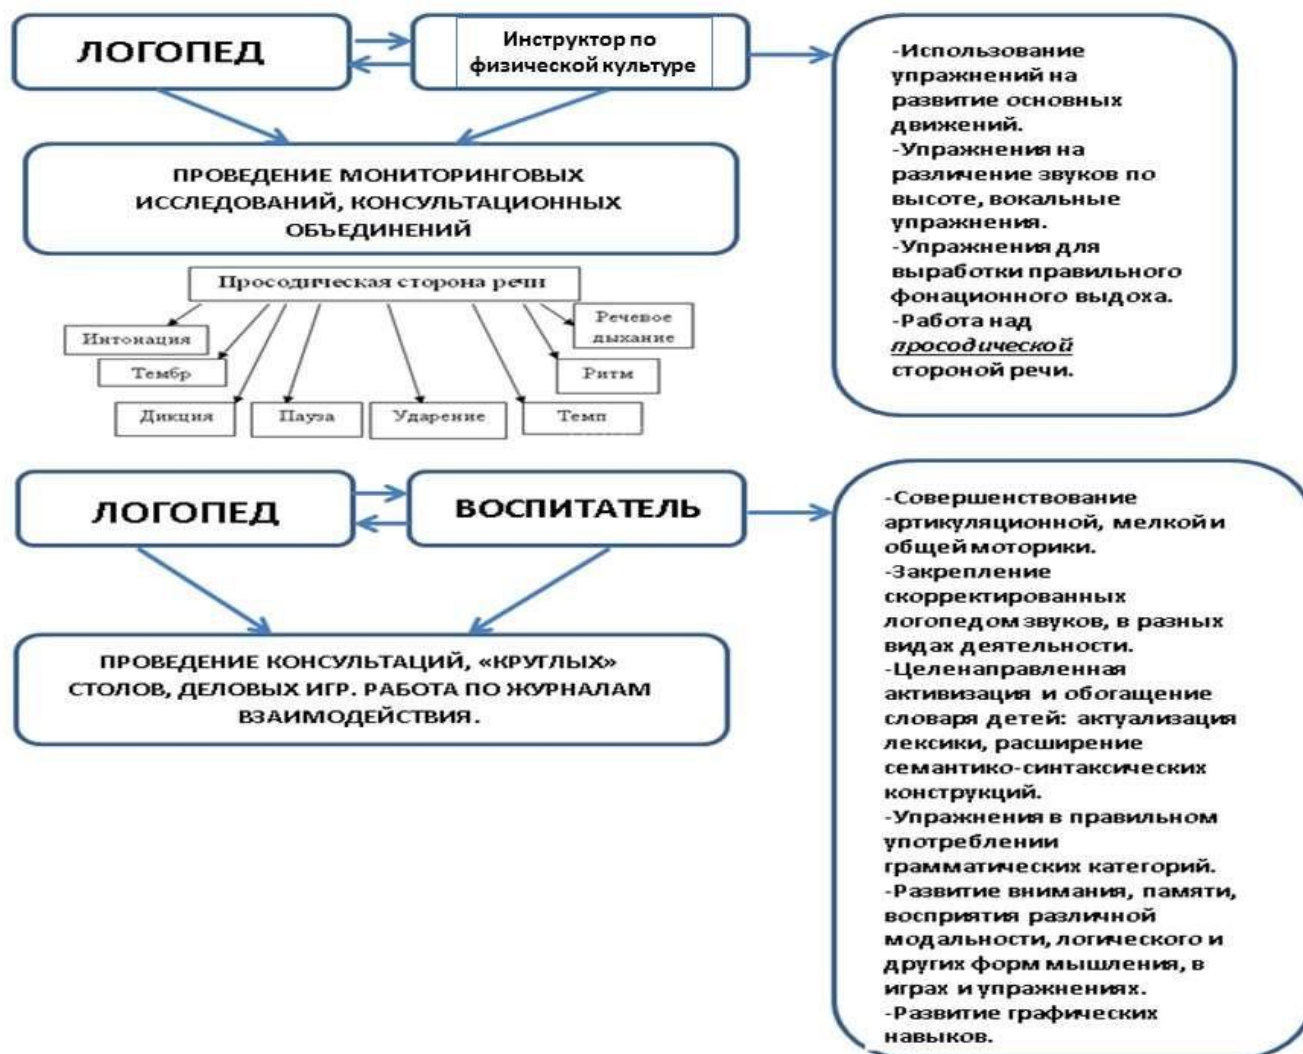 ЛОГОПЕД
Инструктор по
физической культуре
-Использование
упражнений на
развитие основных
движений.
-Упражнения на
различение звуков по
высоте, вокальные
упражнения.
-Упражнения для
выработки правильного
фонационного выдоха.
-Работа над
просодической
стороной речи.
ПРОВЕДЕНИЕ МОНИТОРИНГОВЫХ
ИССЛЕДОВАНИЙ, КОНСУЛЬТАЦИОННЫХ
ОБЪЕДИНЕНИЙ
Просодическая сторона речи
Интонация
Тембр
Дикция
Пауза
Ударение
Темп
Ритм
Речевое
дыхание
ЛОГОПЕД
ВОСПИТАТЕЛЬ
-Совершенствование
артикуляционной, мелкой и
общей моторики.
-Закрепление
скорректированных
логопедом звуков, в разных
видах деятельности.
-Целенаправленная
активизация и обогащение
словаря детей: актуализация
лексики, расширение
семантико-синтаксических
конструкций.
-Упражнения в правильном
употреблении
грамматических категорий.
-Развитие внимания, памяти,
восприятия различной
модальности, логического и
других форм мышления, в
играх и упражнениях.
-Развитие графических
навыков.
ПРОВЕДЕНИЕ КОНСУЛЬТАЦИЙ, «КРУГЛЫХ»
СТОЛОВ, ДЕЛОВЫХ ИГР. РАБОТА ПО ЖУРНАЛАМ
ВЗАИМОДЕЙСТВИЯ.